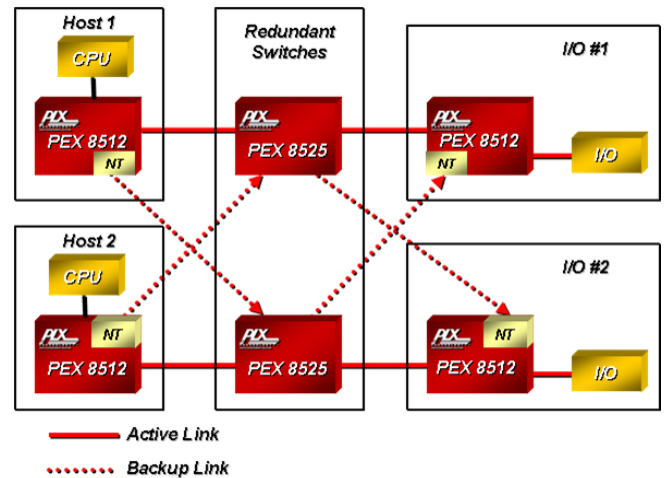 Host 1
CPU
PLX
PEX 8512
NT
Redundant
Switches
PLX
PEX 8525
I/O #1
PLX
PEX 8512
NT
I/O
Host 2
CPU
PLX
NT
PEX 8512
PLX
PEX 8525
I/O #2
PLX
NT
PEX 8512
I/O
Active Link
Backup Link